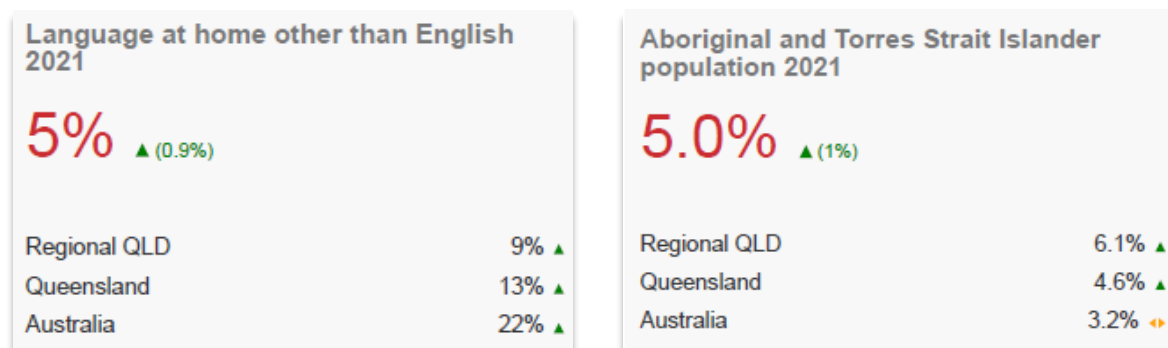 Language at home other than English
2021
5% ▲ (0.9%)
Regional QLD 9% ▲
Queensland 13% ▲
Australia 22% ▲
Aboriginal and Torres Strait Islander
population 2021
5.0% ▲ (1%)
Regional QLD 6.1% ▲
Queensland 4.6% ▲
Australia 3.2%